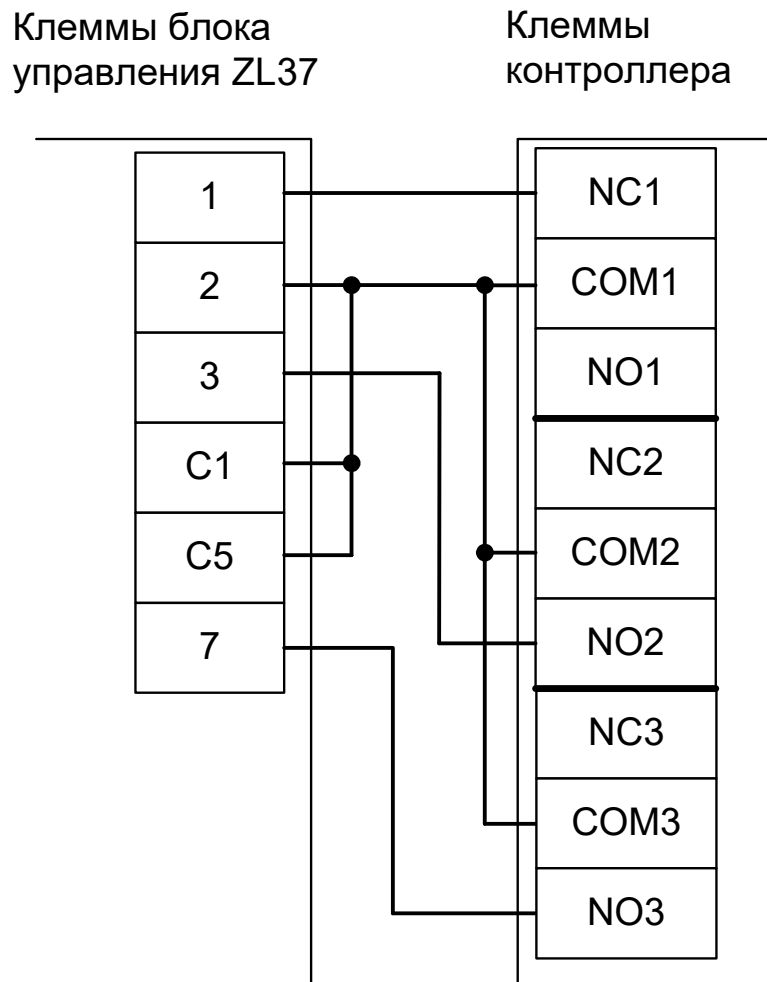 Клеммы блока
управления ZL37
Клеммы
контроллера
1
2
3
C1
C5
7
NC1
COM1
NO1
NC2
COM2
NO2
NC3
COM3
NO3